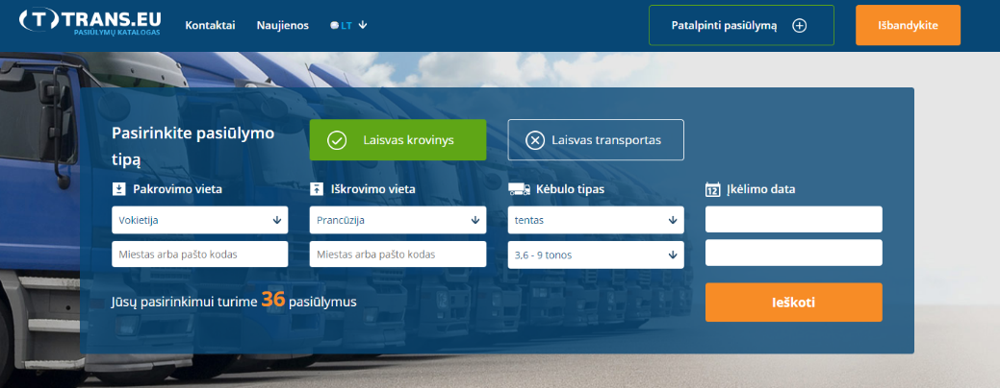 (T) TRANS.EU
PASIŪLYMŲ KATALOGAS
Kontaktai
Naujienos
LT
Patalpinti pasiūlymą
Išbandykite
Pasirinkite pasiūlymo
tipą
Laisvas krovinys
Laisvas transportas
Pakrovimo vieta
Iškrovimo vieta
Kėbulo tipas
12
Įkėlimo data
Vokietija
Prancūzija
tentas
Miestas arba pašto kodas
Miestas arba pašto kodas
3,6 - 9 tonos
Jūsų pasirinkimui turime 36 pasiūlymus
Ieškoti